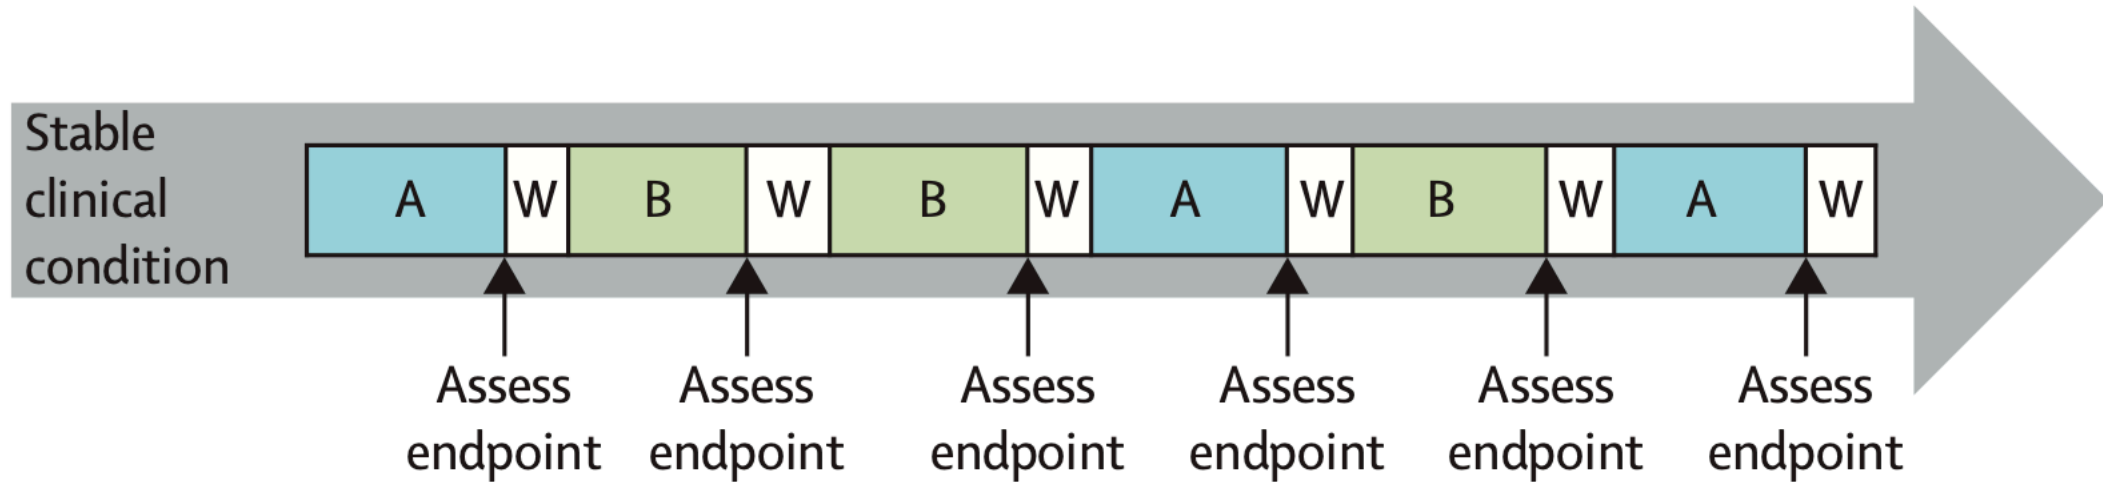 Stable
clinical
condition
A W B W B W A W B W A W
Assess Assess Assess Assess Assess Assess
endpoint endpoint endpoint endpoint endpoint endpoint